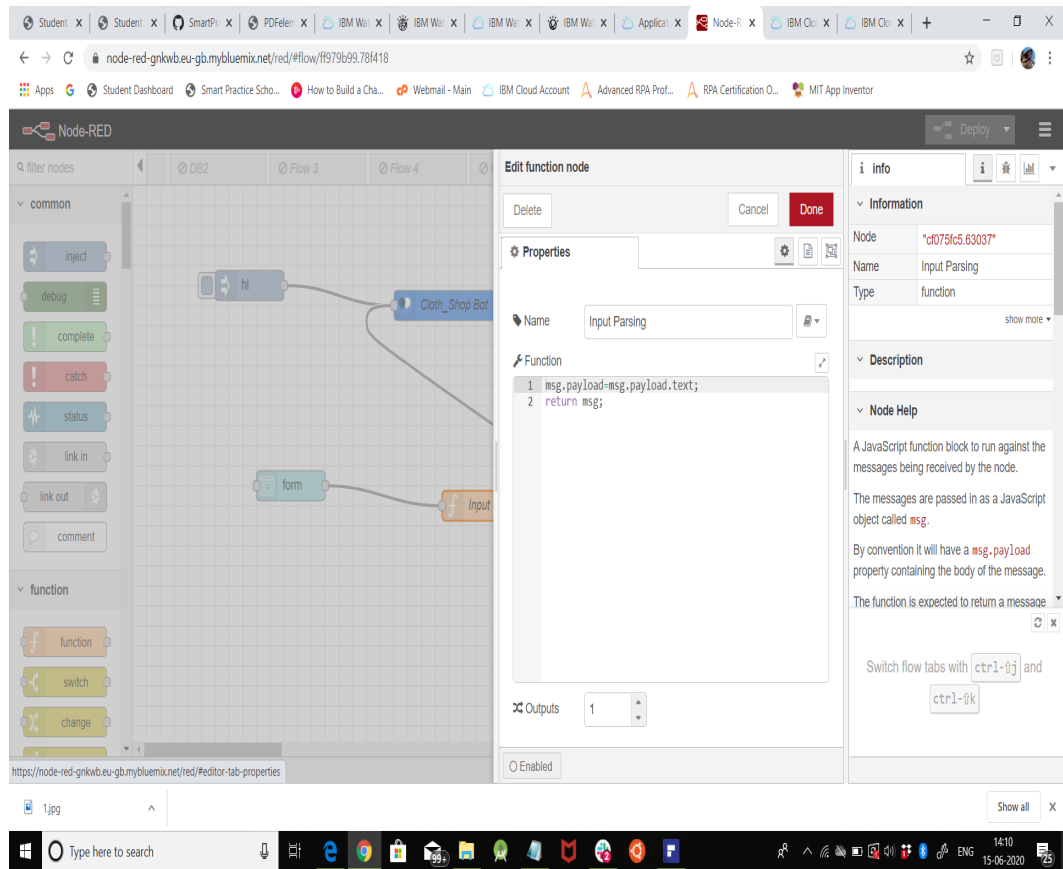 Student
Student
SmartPr
PDFelem
IBM Wat
IBM Wat
IBM Wat
IBM Wat
Applicat
Node-R
IBM Clo
IBM Clo
node-red-gnkwb.eu-gb.mybluemix.net/red/#flow/ff979b99.78f418
Apps
Student Dashboard
Smart Practice Scho...
How to Build a Cha...
Webmail - Main
IBM Cloud Account
Advanced RPA Prof...
RPA Certification O...
MIT App Inventor
Node-RED
Deploy
filter nodes
DB2
Flow 3
Flow 4
Edit function node
info
common
Delete
Cancel
Done
Information
inject
debug
complete
catch
status
link in
link out
comment
function
function
switch
change
hi
Cloth_Shop Bot
form
Input
Properties
Name
Input Parsing
Function
1 msg.payload=msg.payload.text;
2 return msg;
Outputs
1
Enabled
Node "cf075fc5.63037"
Name Input Parsing
Type function
show more
Description
Node Help
A JavaScript function block to run against the
messages being received by the node.
The messages are passed in as a JavaScript
object called msg.
By convention it will have a msg.payload
property containing the body of the message.
The function is expected to return a message
Switch flow tabs with ctrl-⇧j and
ctrl-⇧k
https://node-red-gnkwb.eu-gb.mybluemix.net/red/#editor-tab-properties
1.jpg
Show all
Type here to search
99+
ENG
14:10
15-06-2020
25